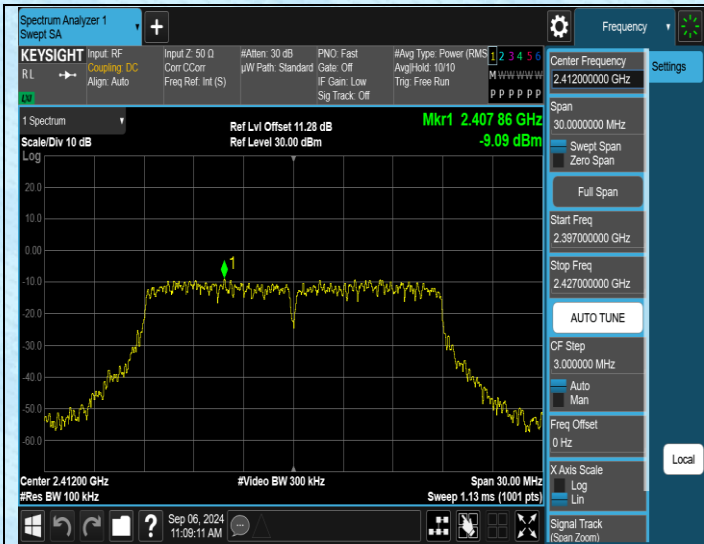 Spectrum Analyzer 1
Swept SA
+
Frequency
KEYSIGHT
RL
LXI
Input: RF
Coupling: DC
Align: Auto
Input Z: 50 Ω
Corr CCorr
Freq Ref: Int (S)
#Atten: 30 dB
µW Path: Standard
PNO: Fast
Gate: Off
IF Gain: Low
Sig Track: Off
#Avg Type: Power (RMS
Avg|Hold: 10/10
Trig: Free Run
1 2 3 4 5 6
M W W W W W
P P P P P P
1 Spectrum
Scale/Div 10 dB
Log
Ref Lvl Offset 11.28 dB
Ref Level 30.00 dBm
Mkr1 2.407 86 GHz
-9.09 dBm
20.0
10.0
0.00
-10.0
-20.0
-30.0
-40.0
-50.0
-60.0
1
Center 2.41200 GHz
#Res BW 100 kHz
#Video BW 300 kHz
Span 30.00 MHz
Sweep 1.13 ms (1001 pts)
?
Sep 06, 2024
11:09:11 AM
Center Frequency
2.412000000 GHz
Span
30.0000000 MHz
Swept Span
Zero Span
Full Span
Start Freq
2.397000000 GHz
Stop Freq
2.427000000 GHz
AUTO TUNE
CF Step
3.000000 MHz
Auto
Man
Freq Offset
0 Hz
X Axis Scale
Log
Lin
Signal Track
(Span Zoom)
Settings
Local